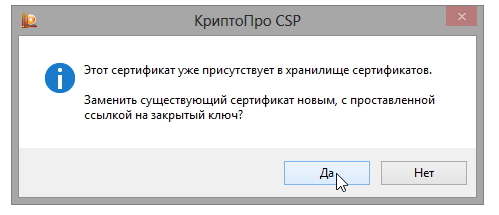 КриптоПро CSP
Этот сертификат уже присутствует в хранилище сертификатов.
Заменить существующий сертификат новым, с проставленной
ссылкой на закрытый ключ?
Да
Нет